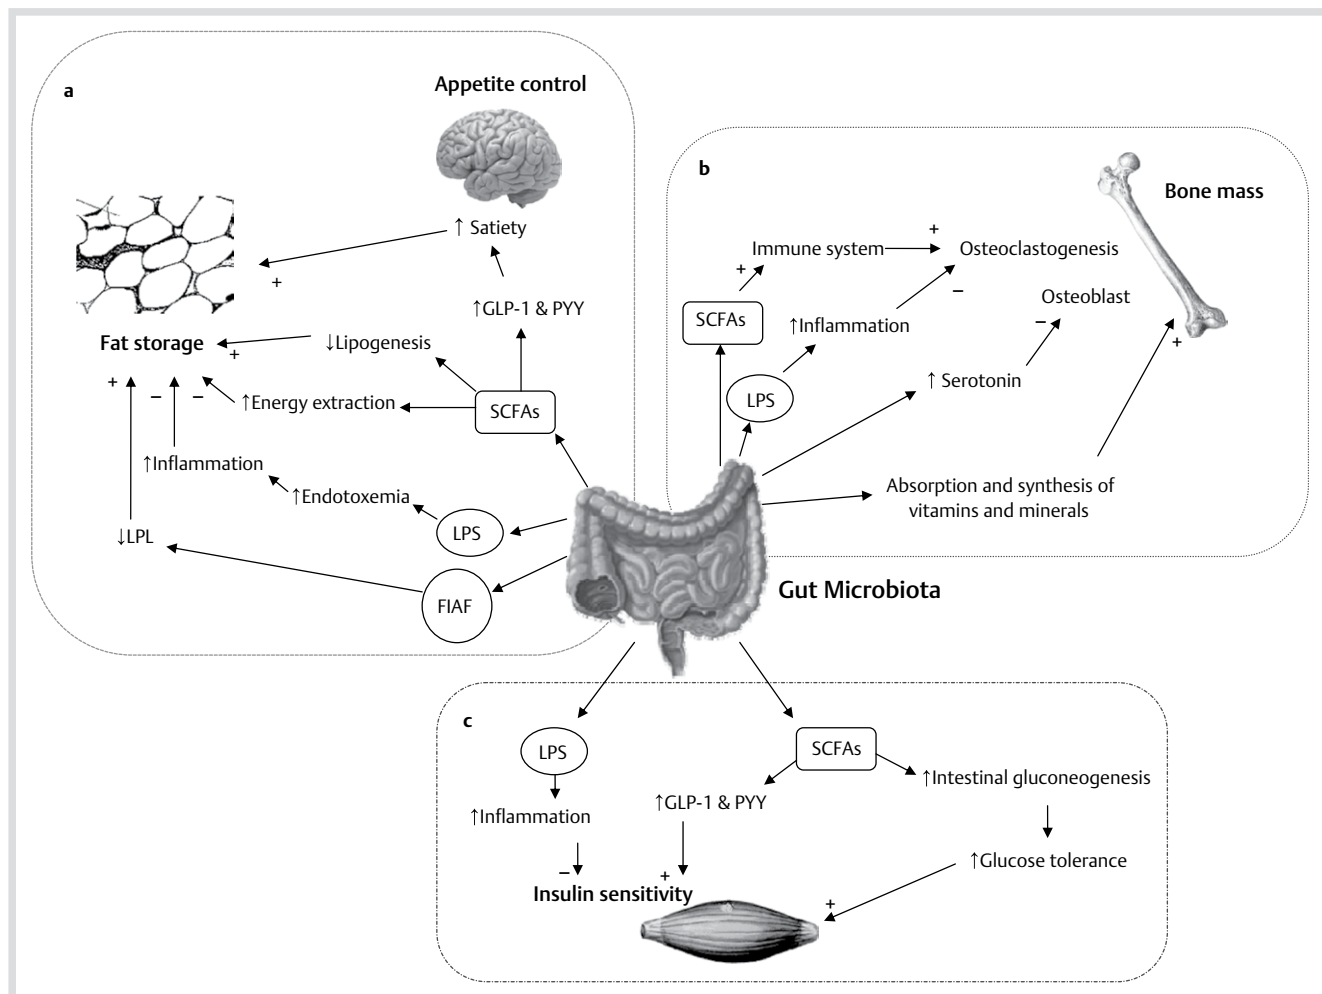 a
Appetite control
↑ Satiety
+
↑GLP-1 & PYY
Fat storage
+
↓Lipogenesis
+
–
–
↑Energy extraction
SCFAs
↑Inflammation
↑Endotoxemia
LPS
↓LPL
FIAF
b
Bone mass
Immune system
+
Osteoclastogenesis
+
–
Osteoblast
SCFAs
↑Inflammation
–
+
LPS
↑ Serotonin
Absorption and synthesis of
vitamins and minerals
Gut Microbiota
c
LPS
SCFAs
↑Intestinal gluconeogenesis
↑GLP-1 & PYY
↑Inflammation
↑Glucose tolerance
–
+
Insulin sensitivity
+